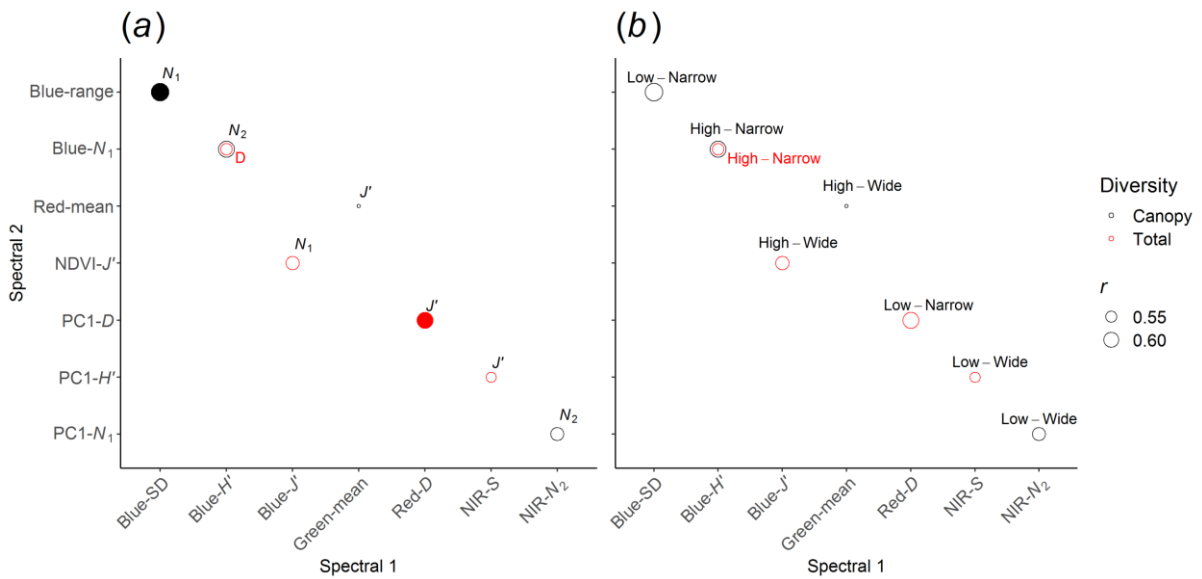 (a)
(b)
Spectral 2
Blue-range
Blue-N₁
Red-mean
NDVI-J′
PC1-D
PC1-H′
PC1-N₁
N₁
N₂
D
J′
N₁
J′
J′
N₂
Blue-SD
Blue-H′
Blue-J′
Green-mean
Red-D
NIR-S
NIR-N₂
Spectral 1
Low – Narrow
High – Narrow
High – Narrow
High – Wide
High – Wide
Low – Narrow
Low – Wide
Low – Wide
Blue-SD
Blue-H′
Blue-J′
Green-mean
Red-D
NIR-S
NIR-N₂
Spectral 1
Diversity
Canopy
Total
r
0.55
0.60